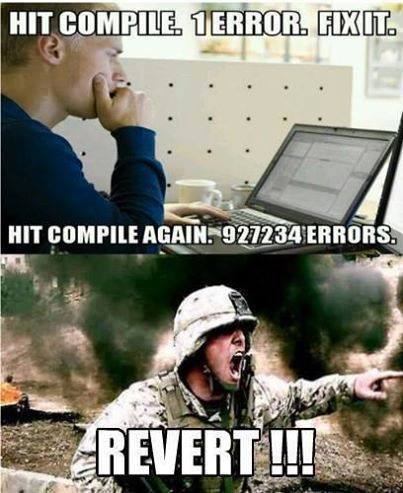 HIT COMPILE. 1 ERROR. FIX IT.
HIT COMPILE AGAIN. 927234 ERRORS.
REVERT !!!